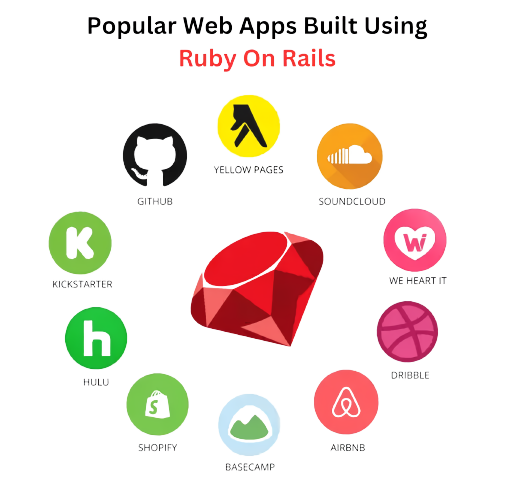 Popular Web Apps Built Using
Ruby On Rails
YELLOW PAGES
GITHUB
SOUNDCLOUD
K
KICKSTARTER
W
WE HEART IT
h
HULU
DRIBBLE
S
SHOPIFY
BASECAMP
AIRBNB